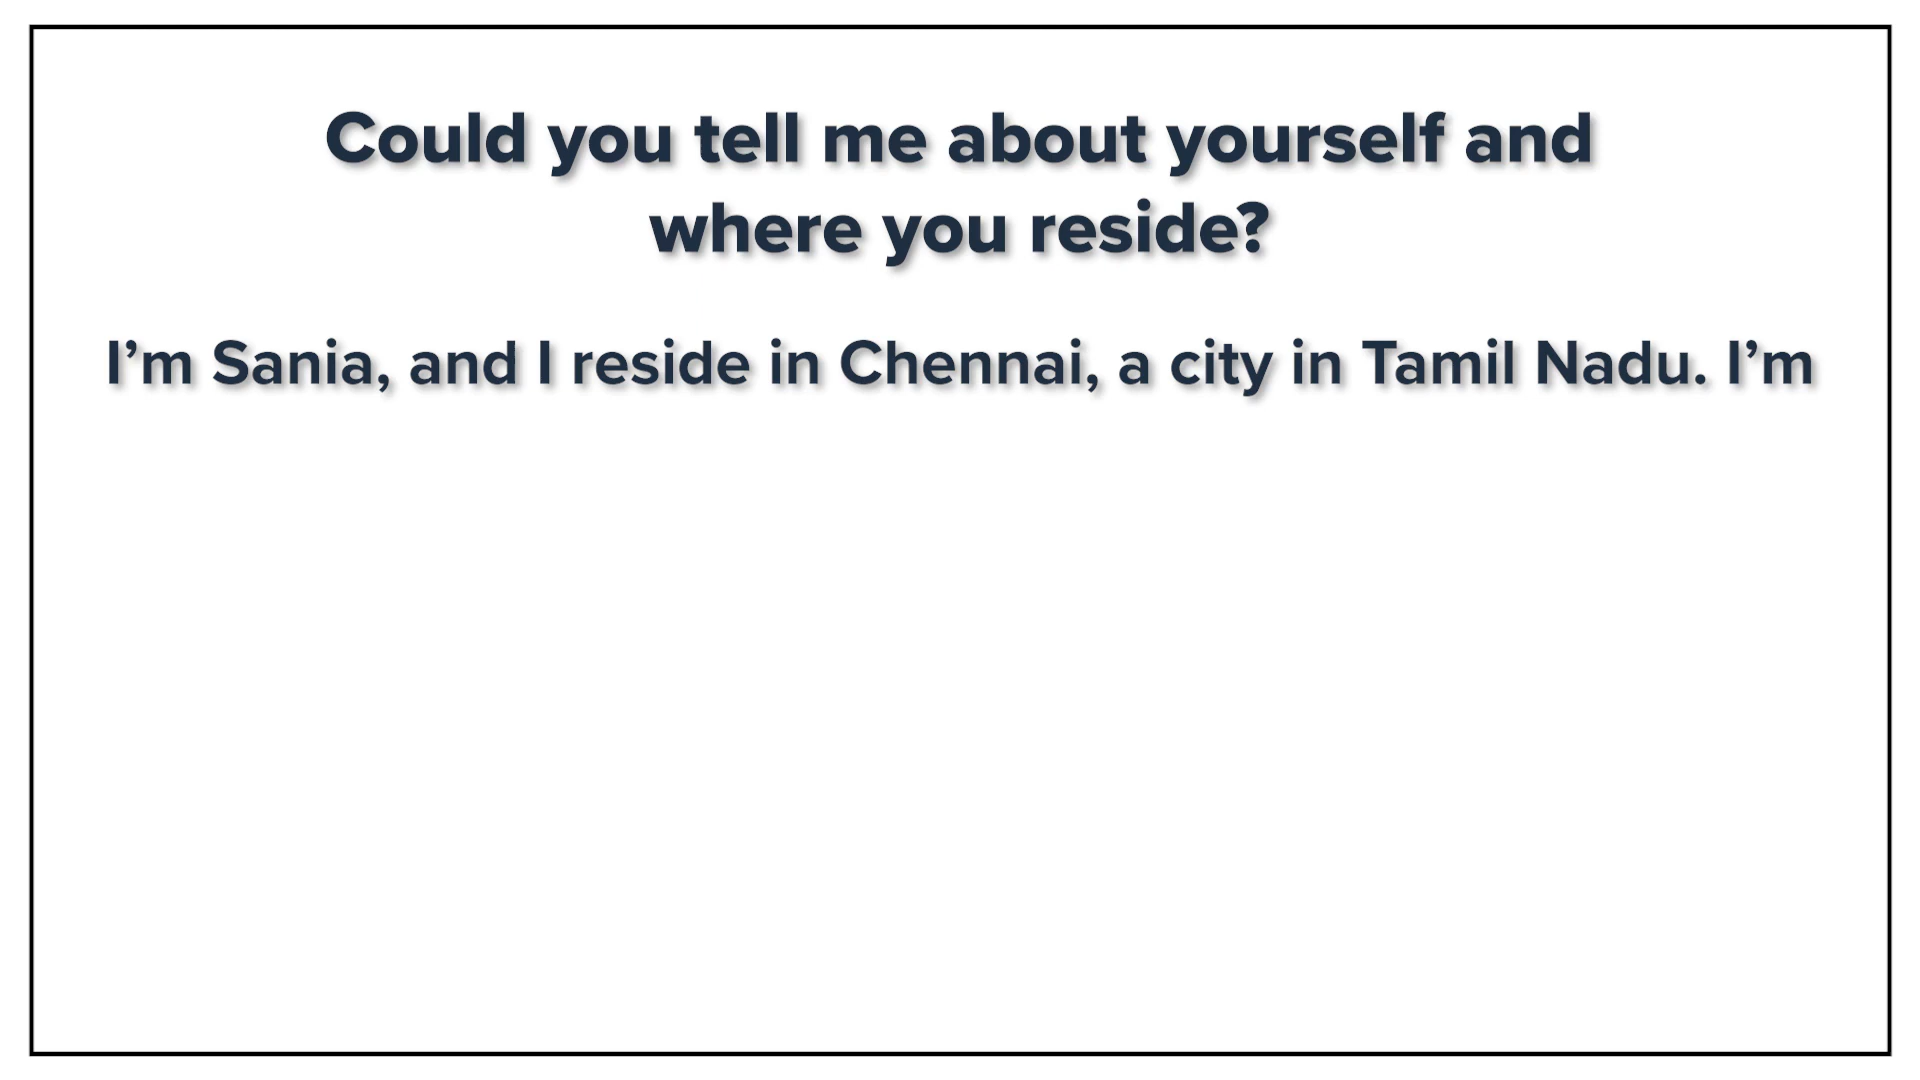 Could you tell me about yourself and
where you reside?
I’m Sania, and I reside in Chennai, a city in Tamil Nadu. I’m